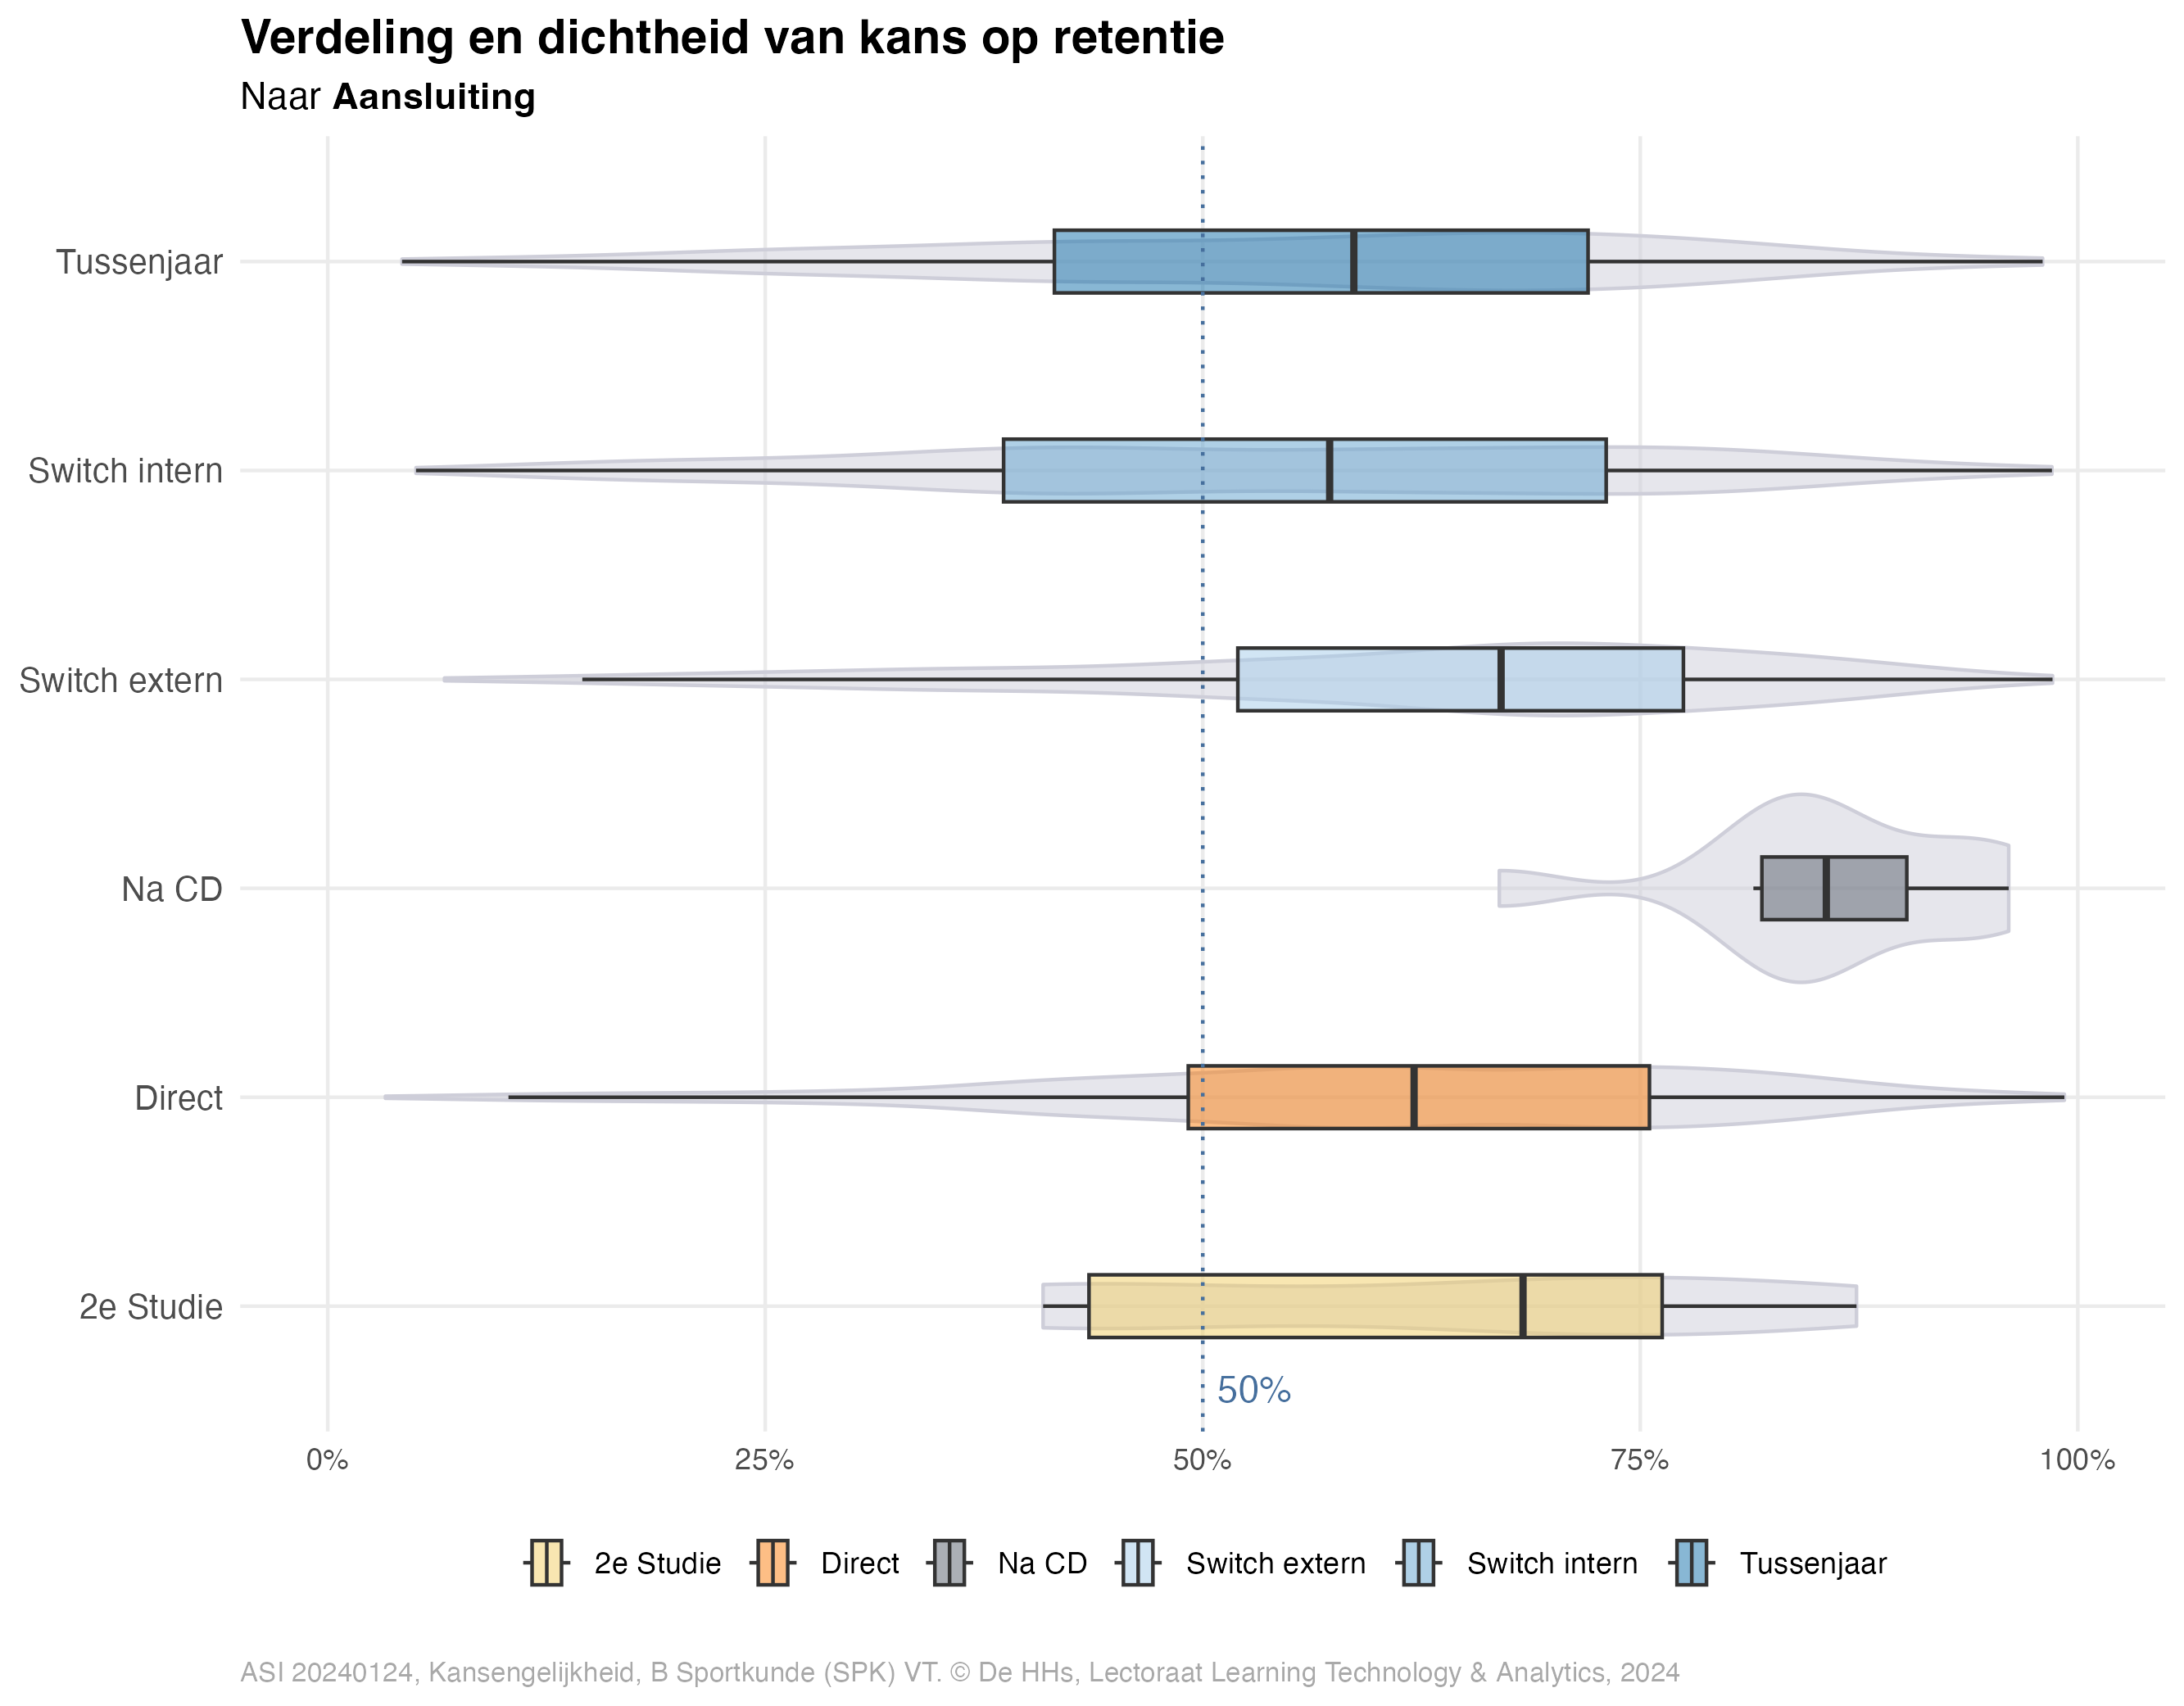 Verdeling en dichtheid van kans op retentie
Naar Aansluiting
Tussenjaar
Switch intern
Switch extern
Na CD
Direct
2e Studie
50%
0% 25% 50% 75% 100%
2e Studie Direct Na CD Switch extern Switch intern Tussenjaar
ASI 20240124, Kansengelijkheid, B Sportkunde (SPK) VT. © De HHs, Lectoraat Learning Technology & Analytics, 2024